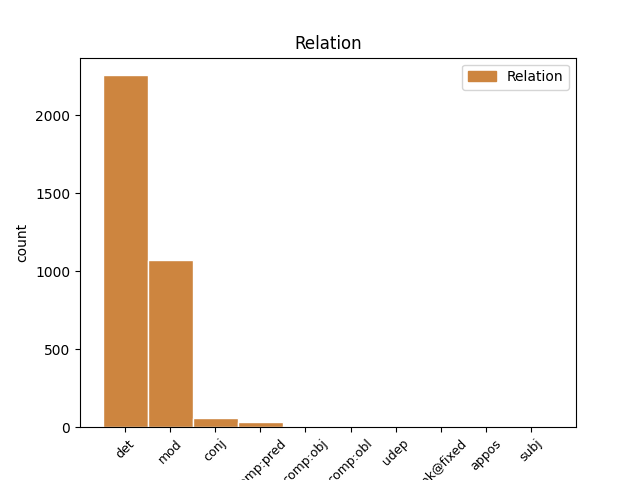 Relation
Relation
count
2000
1500
1000
500
0
det
mod
conj
mp:pred
comp:obj
comp:obl
udep
nk@fixed
appos
subj